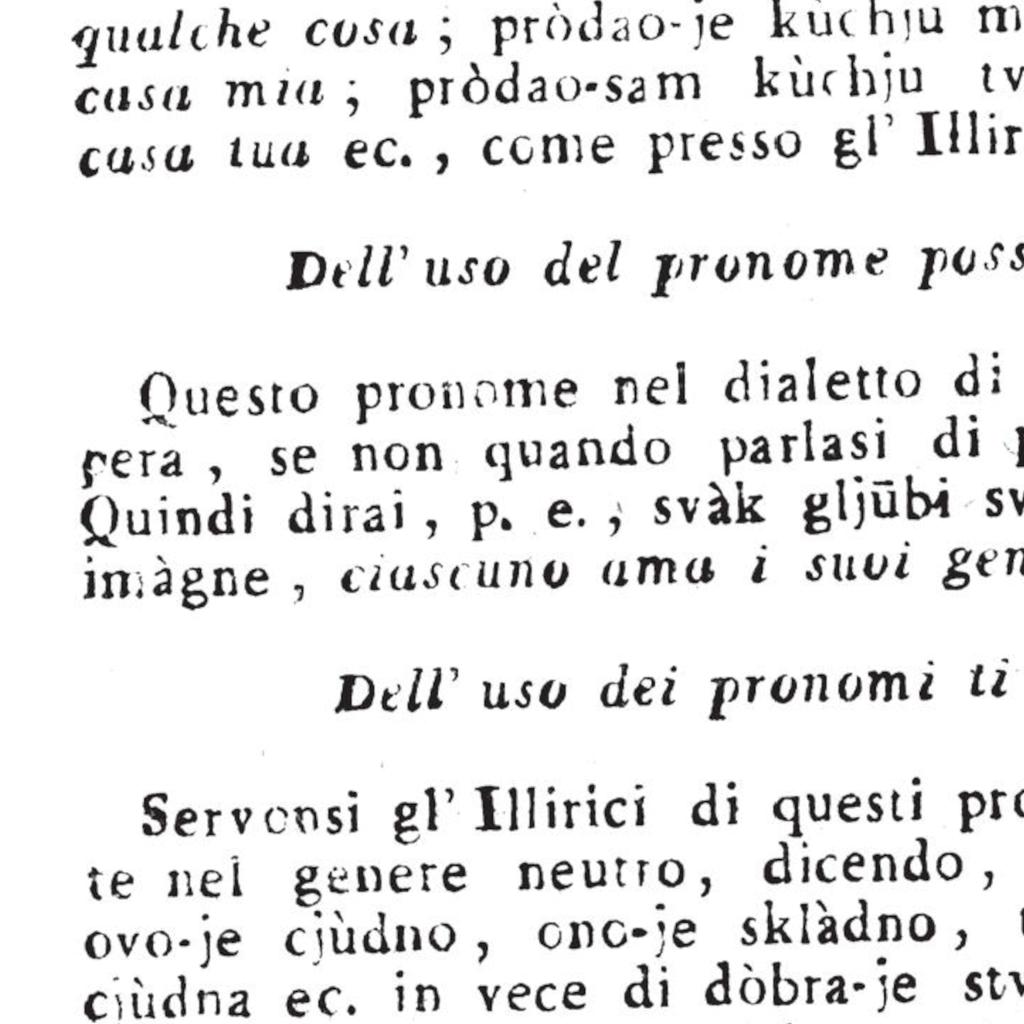 qualche cosa ; pròdao-je kùchju
casa mia ; pròdao-sam kùchju
casa tua ec. , come presso gl' Illir
Dell' uso del pronome poss
Questo pronome nel dialetto di
pera , se non quando parlasi di
Quindi dirai , p. e. , svàk gljūbi sv
imàgne , ciascuno ama i suoi gen
Dell' uso dei pronomi ti
Servonsi gl' Illirici di questi pro
te nel genere neutro, dicendo ,
ovo-je cjùdno , ono-je sklàdno ,
cjùdna ec. in vece di dòbra-je stv